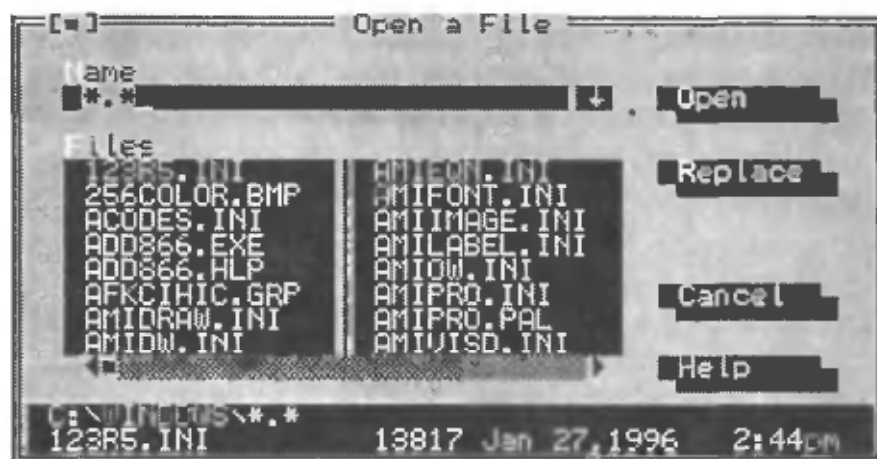 [■] Open a File
Name
*.* ↓
Open
Files
123R5.INI
256COLOR.BMP
ACODES.INI
ADD866.EXE
ADD866.HLP
AFKCIHIC.GRP
AMIDRAW.INI
AMIDW.INI
AMIEQN.INI
AMIFONT.INI
AMIIMAGE.INI
AMILABEL.INI
AMIOW.INI
AMIPRO.INI
AMIPRO.PAL
AMIVISD.INI
Replace
Cancel
Help
C:\WINDOWS\*.*
123R5.INI 13817 Jan 27,1996 2:44pm